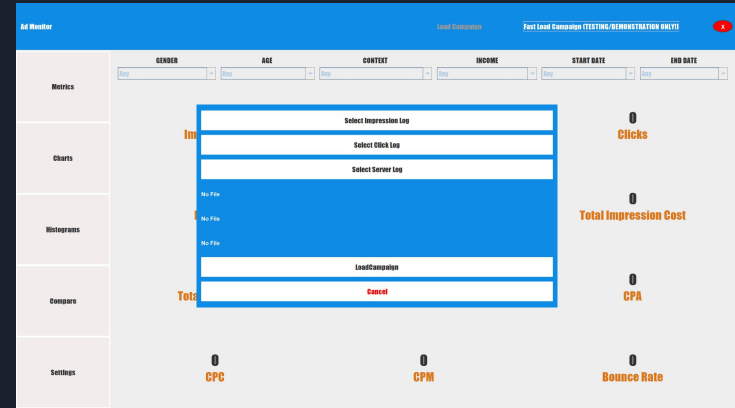 Ad Monitor
Load Campaign
Fast Load Campaign (TESTING/DEMONSTRATION ONLY!)
x
GENDER AGE CONTEXT INCOME START DATE END DATE
Any Any Any Any Any Any
Metrics
Charts
Histograms
Compare
Settings
Select Impression Log
Select Click Log
Select Server Log
No File
No File
No File
LoadCampaign
Cancel
Im
0
Clicks
0
Total Impression Cost
Tota
0
CPA
0
CPC
0
CPM
0
Bounce Rate